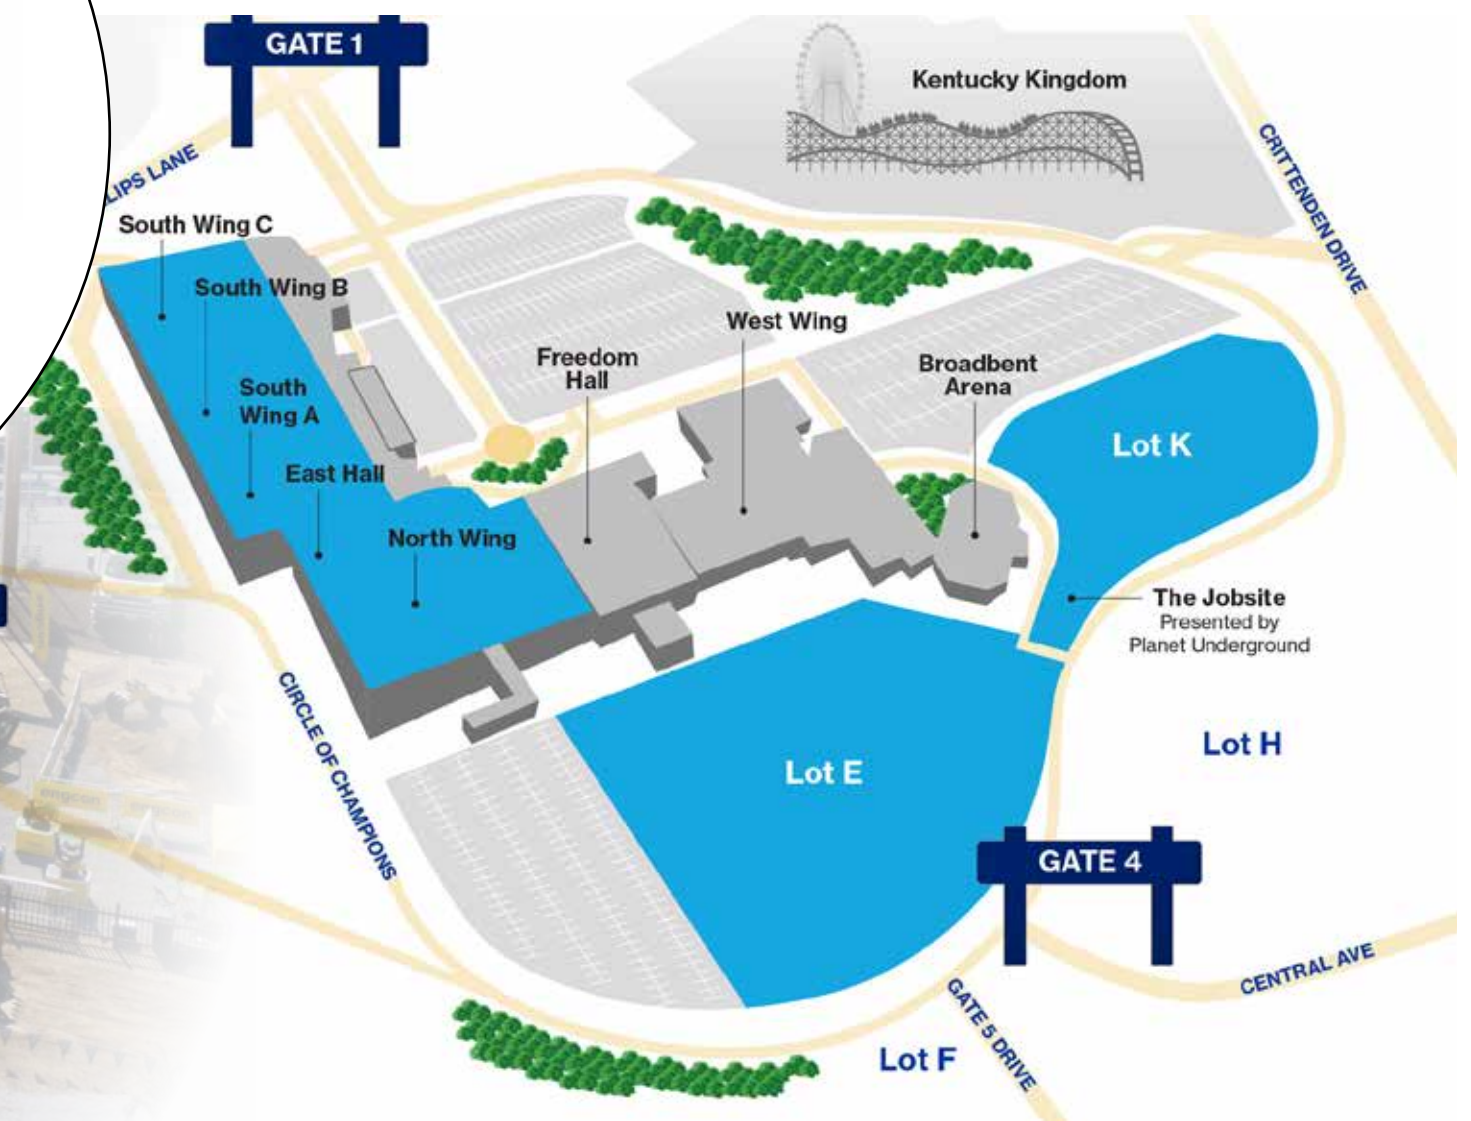 GATE 1
Kentucky Kingdom
CRITTENDEN DRIVE
LIPS LANE
South Wing C
South Wing B
West Wing
Freedom
Hall
Broadbent
Arena
South
Wing A
Lot K
East Hall
North Wing
The Jobsite
Presented by
Planet Underground
CIRCLE OF CHAMPIONS
Lot H
Lot E
engcon
engcon
GATE 4
CENTRAL AVE
GATE 5 DRIVE
Lot F